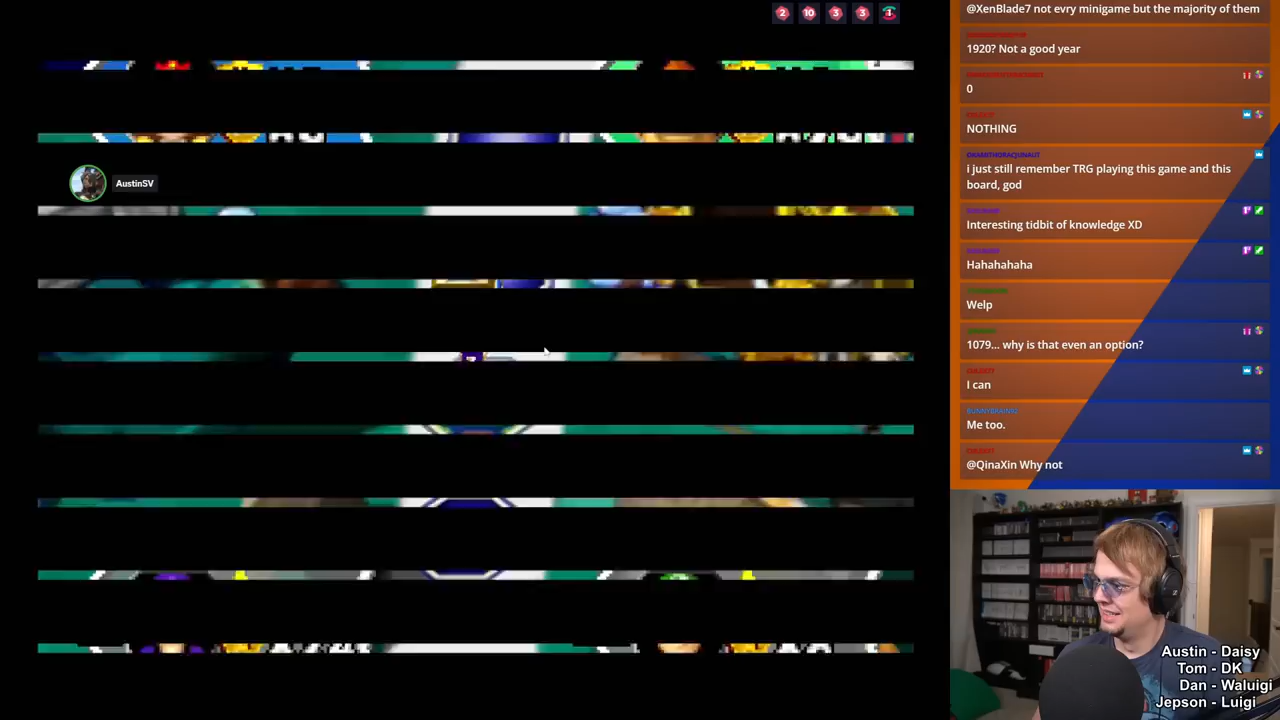 2 10 3 3
@XenBlade7 not evry minigame but the majority of them
1920? Not a good year
0
NOTHING
i just still remember TRG playing this game and this
board, god
Interesting tidbit of knowledge XD
Hahahahaha
Welp
1079... why is that even an option?
I can
Me too.
@QinaXin Why not
AustinSV
Austin - Daisy
Tom - DK
Dan - Waluigi
Jepson - Luigi